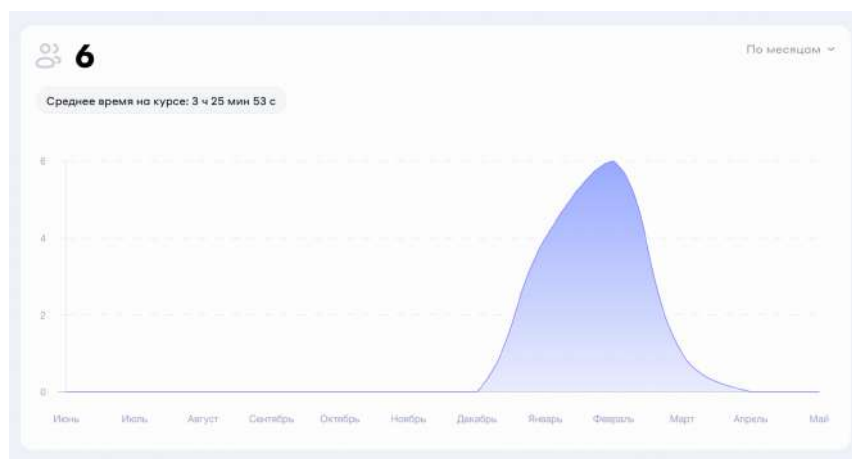 6
По месяцам
Среднее время на курсе: 3 ч 25 мин 53 с
6
4
2
0
Июнь Июль Август Сентябрь Октябрь Ноябрь Декабрь Январь Февраль Март Апрель Май